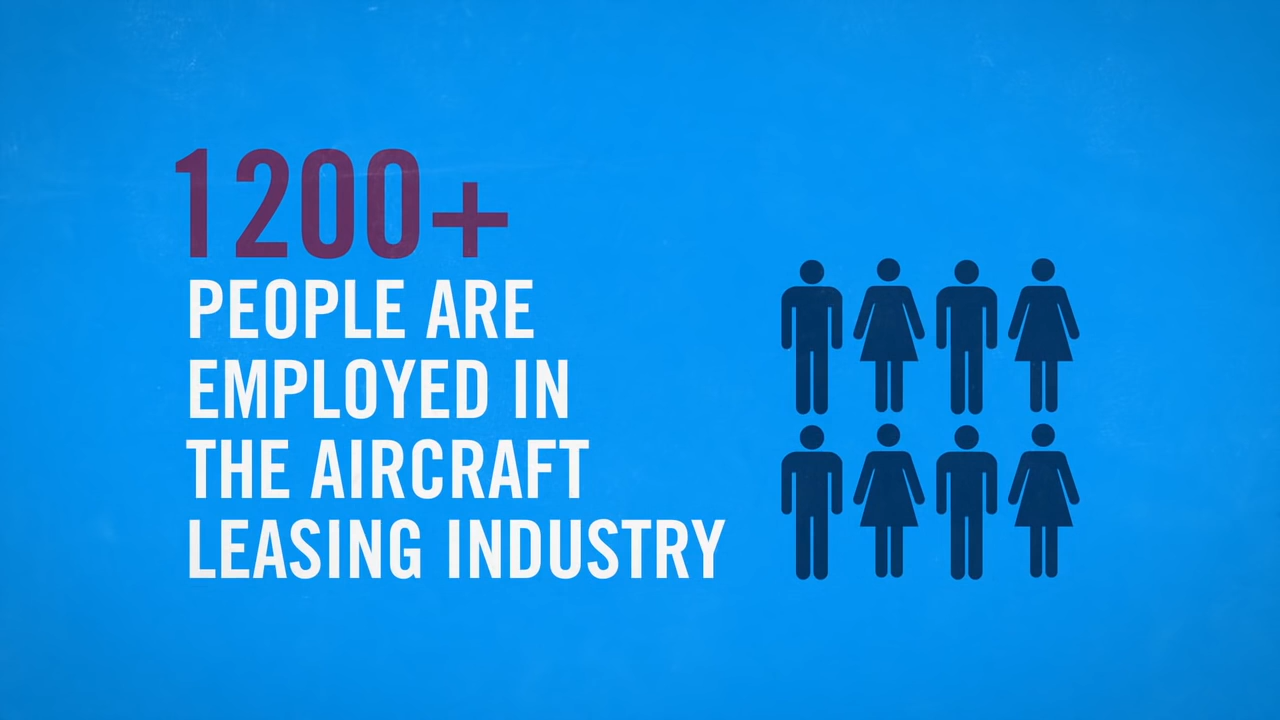 1200+
PEOPLE ARE
EMPLOYED IN
THE AIRCRAFT
LEASING INDUSTRY